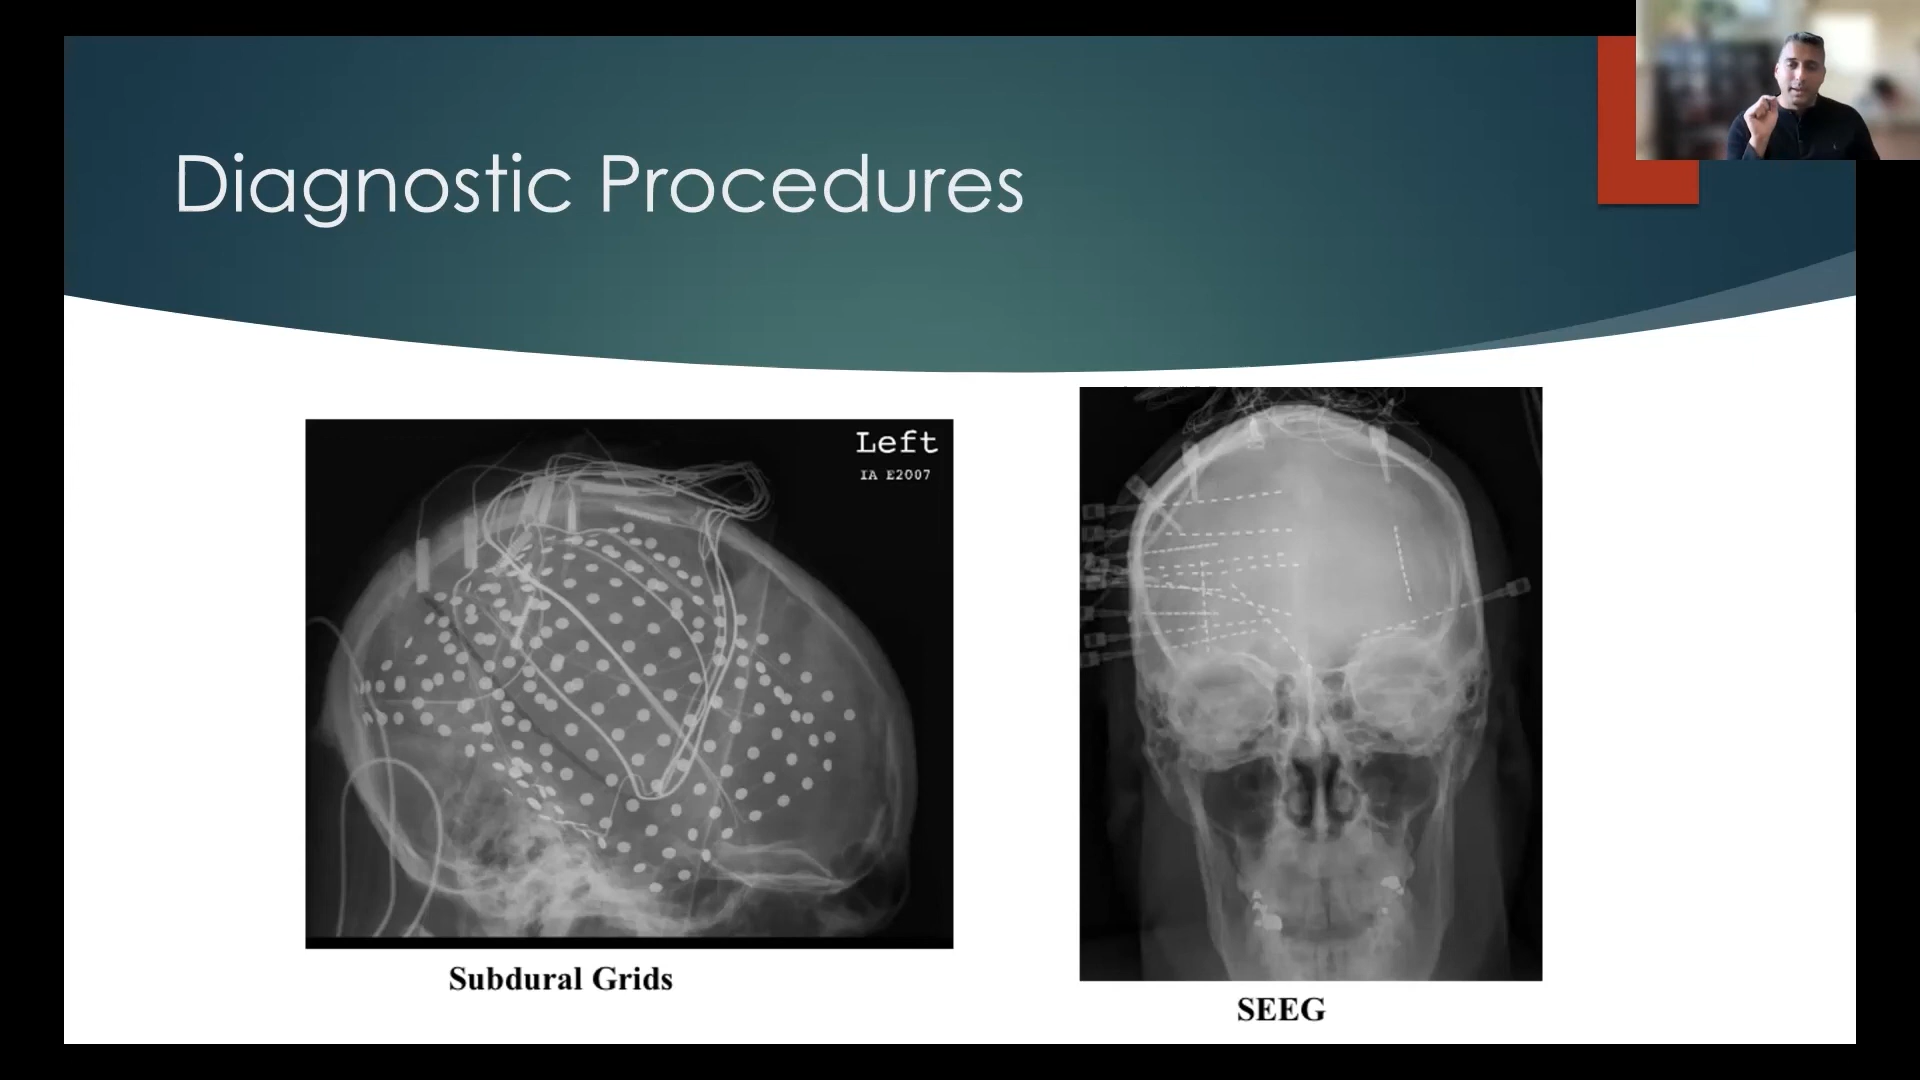 Diagnostic Procedures
Left
IA E2007
Subdural Grids
SEEG